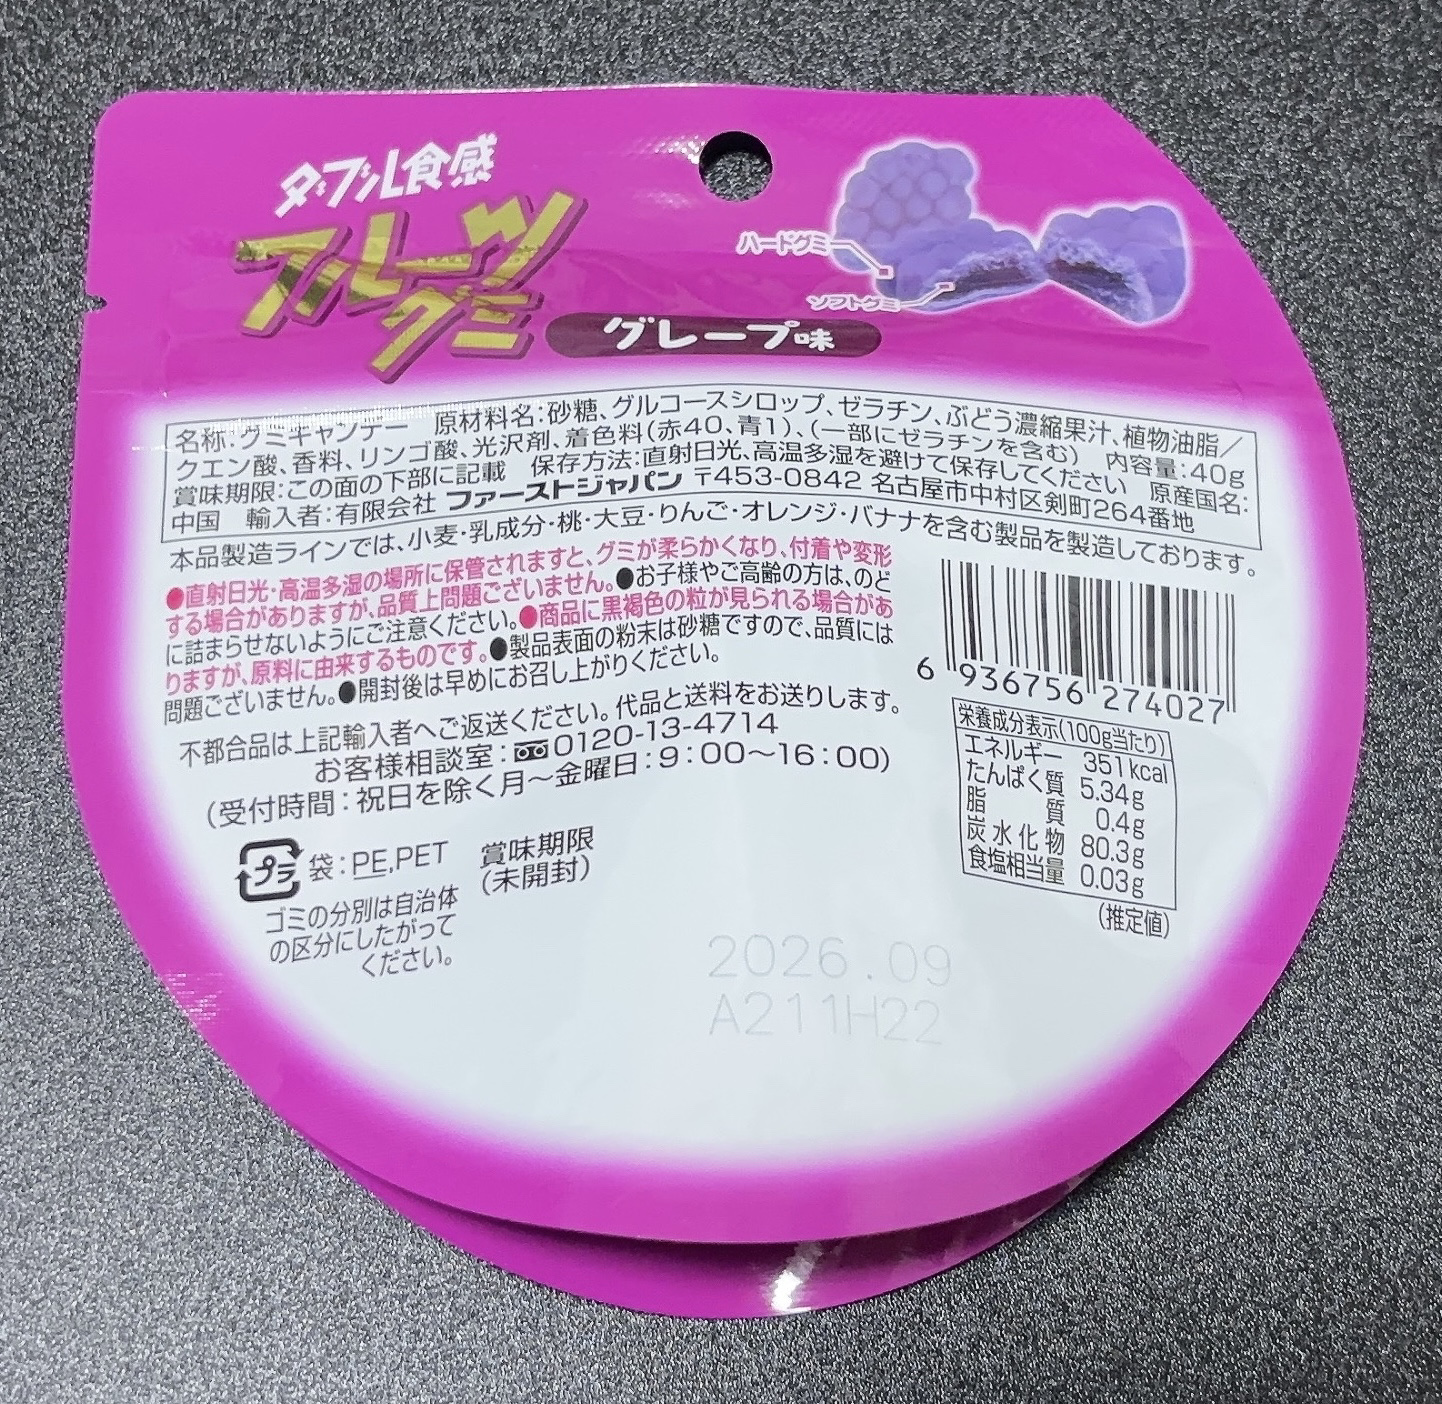 ダブル食感
フルーツ
グミ
グレープ味
ハードグミ
ソフトグミ
名称:グミキャンデー 原材料名:砂糖、グルコースシロップ、ゼラチン、ぶどう濃縮果汁、植物油脂/
クエン酸、香料、リンゴ酸、光沢剤、着色料(赤40、青1)、(一部にゼラチンを含む) 内容量:40g
賞味期限:この面の下部に記載 保存方法:直射日光、高温多湿を避けて保存してください 原産国名:
中国 輸入者:有限会社 ファーストジャパン 〒453-0842 名古屋市中村区剣町264番地
本品製造ラインでは、小麦・乳成分・桃・大豆・りんご・オレンジ・バナナを含む製品を製造しております。
●直射日光・高温多湿の場所に保管されますと、グミが柔らかくなり、付着や変形
する場合がありますが、品質上問題ございません。●お子様やご高齢の方は、のど
に詰まらせないようにご注意ください。●商品に黒褐色の粒が見られる場合があ
りますが、原料に由来するものです。●製品表面の粉末は砂糖ですので、品質には
問題ございません。●開封後は早めにお召し上がりください。
不都合品は上記輸入者へご返送ください。代品と送料をお送りします。
お客様相談室:0120-13-4714
(受付時間:祝日を除く月〜金曜日:9:00〜16:00)
6 936756 274027
栄養成分表示(100g当たり)
エネルギー 351kcal
たんぱく質 5.34g
脂質 0.4g
炭水化物 80.3g
食塩相当量 0.03g
(推定値)
プラ 袋:PE,PET
ゴミの分別は自治体
の区分にしたがって
ください。
賞味期限
(未開封)
2026.09
A211H22